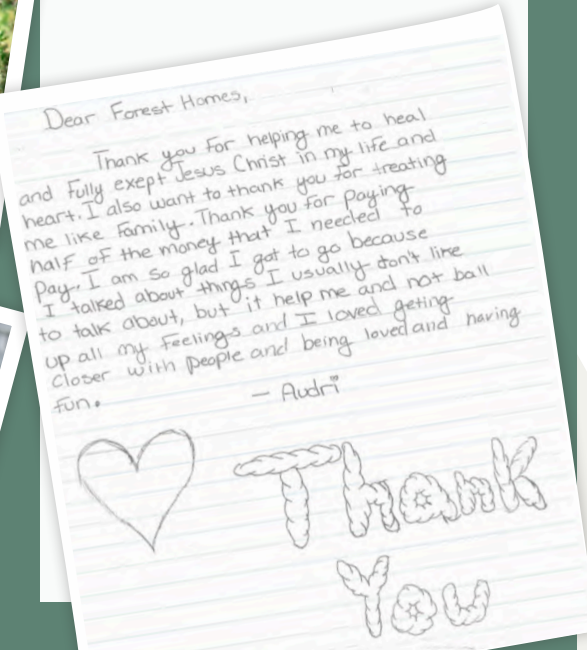 Dear Forest Homes,
Thank you for helping me to heal
and fully exept Jesus Christ in my life and
heart. I also want to thank you for treating
me like family. Thank you for paying
half of the money that I needed to
pay. I am so glad I got to go because
I talked about things I usually don't like
to talk about, but it help me and not ball
up all my feelings and I loved geting
closer with people and being loved and having
fun.
— Audri
Thank
You